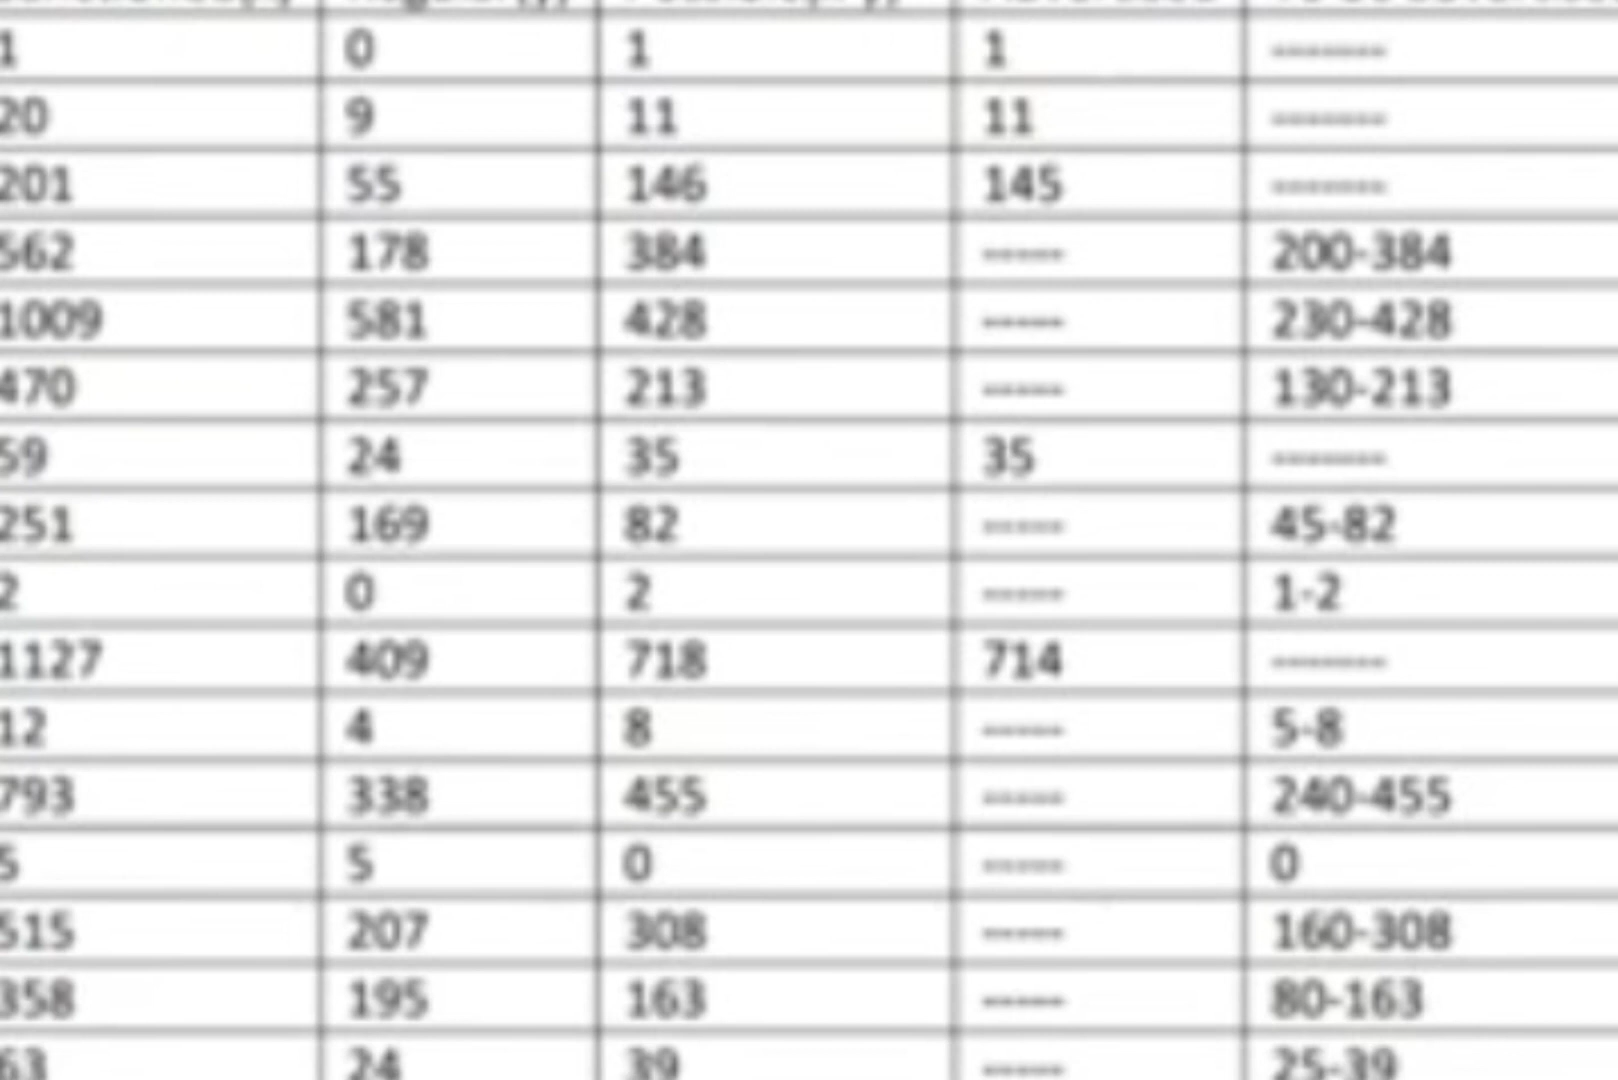 1 0 1 1 -------
20 9 11 11 -------
201 55 146 145 -------
562 178 384 ----- 200-384
1009 581 428 ----- 230-428
470 257 213 ----- 130-213
59 24 35 35 -------
251 169 82 ----- 45-82
2 0 2 ----- 1-2
1127 409 718 714 -------
12 4 8 ----- 5-8
793 338 455 ----- 240-455
5 5 0 ----- 0
515 207 308 ----- 160-308
358 195 163 ----- 80-163
63 24 39 ----- 25-39